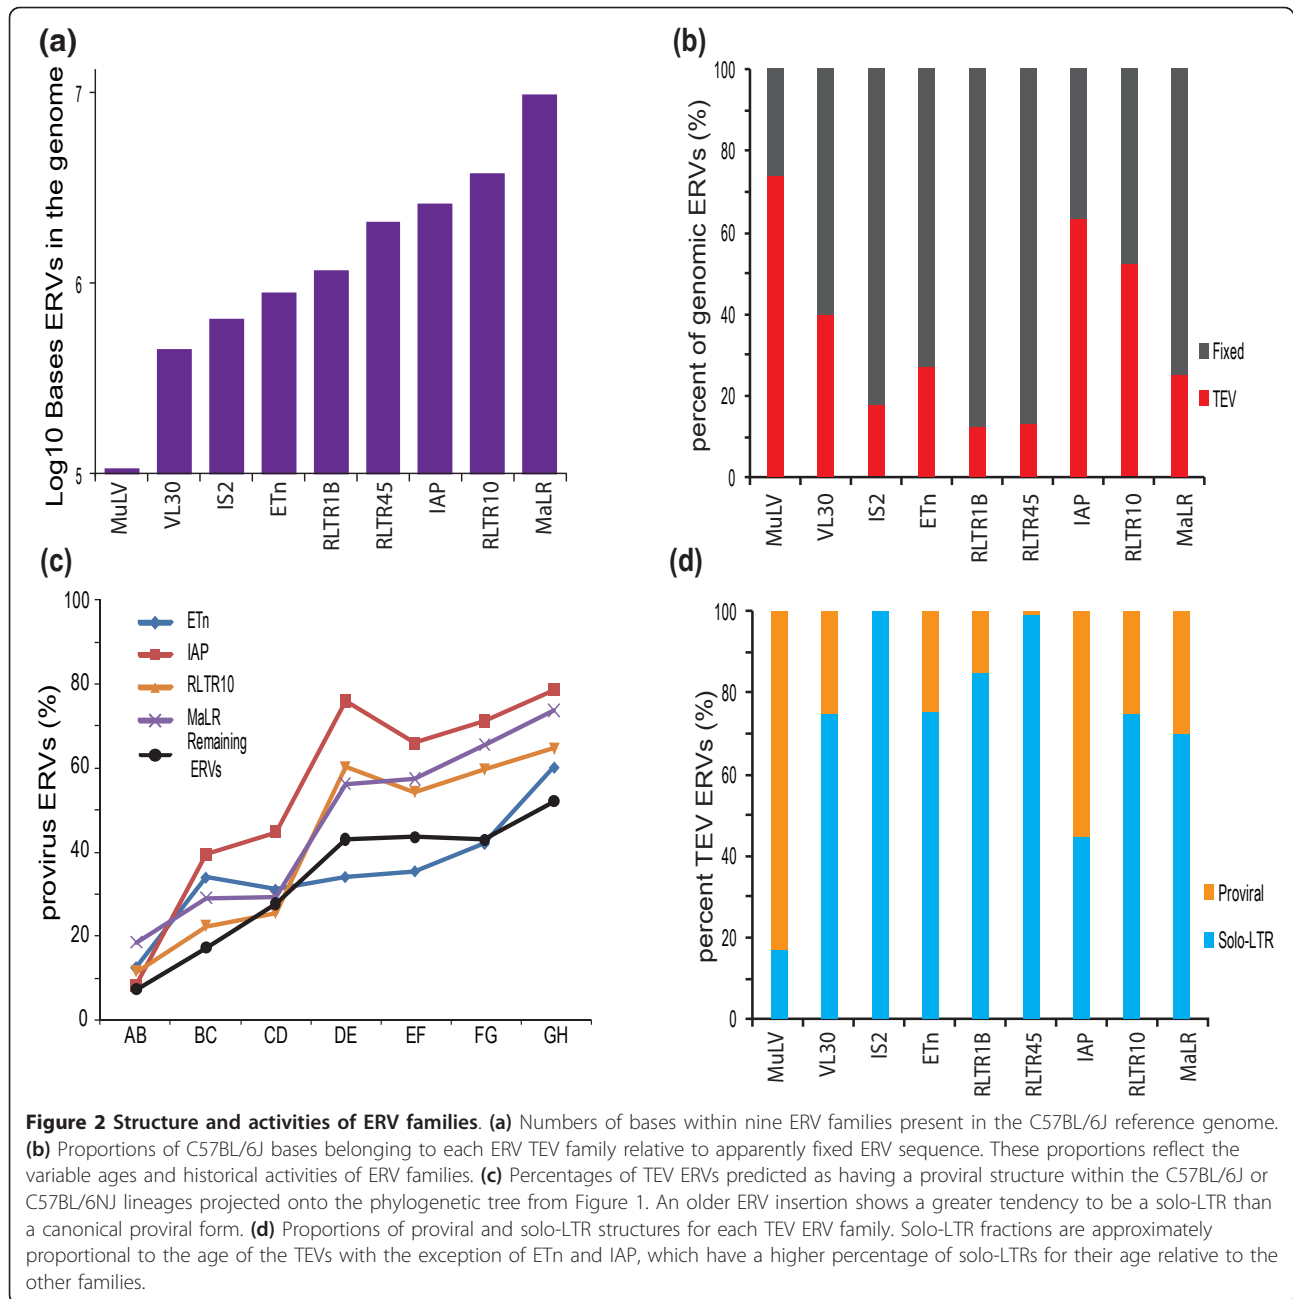 (a)
Log10 Bases ERVs in the genome
7
6
5
MuLV
VL30
IS2
ETn
RLTR1B
RLTR45
IAP
RLTR10
MaLR
(b)
percent of genomic ERVs (%)
100
80
60
40
20
0
MuLV
VL30
IS2
ETn
RLTR1B
RLTR45
IAP
RLTR10
MaLR
Fixed
TEV
(c)
provirus ERVs (%)
100
80
60
40
20
0
ETn
IAP
RLTR10
MaLR
Remaining
ERVs
AB
BC
CD
DE
EF
FG
GH
(d)
percent TEV ERVs (%)
100
80
60
40
20
0
MuLV
VL30
IS2
ETn
RLTR1B
RLTR45
IAP
RLTR10
MaLR
Proviral
Solo-LTR
Figure 2 Structure and activities of ERV families. (a) Numbers of bases within nine ERV families present in the C57BL/6J reference genome.
(b) Proportions of C57BL/6J bases belonging to each ERV TEV family relative to apparently fixed ERV sequence. These proportions reflect the
variable ages and historical activities of ERV families. (c) Percentages of TEV ERVs predicted as having a proviral structure within the C57BL/6J or
C57BL/6NJ lineages projected onto the phylogenetic tree from Figure 1. An older ERV insertion shows a greater tendency to be a solo-LTR than
a canonical proviral form. (d) Proportions of proviral and solo-LTR structures for each TEV ERV family. Solo-LTR fractions are approximately
proportional to the age of the TEVs with the exception of ETn and IAP, which have a higher percentage of solo-LTRs for their age relative to the
other families.